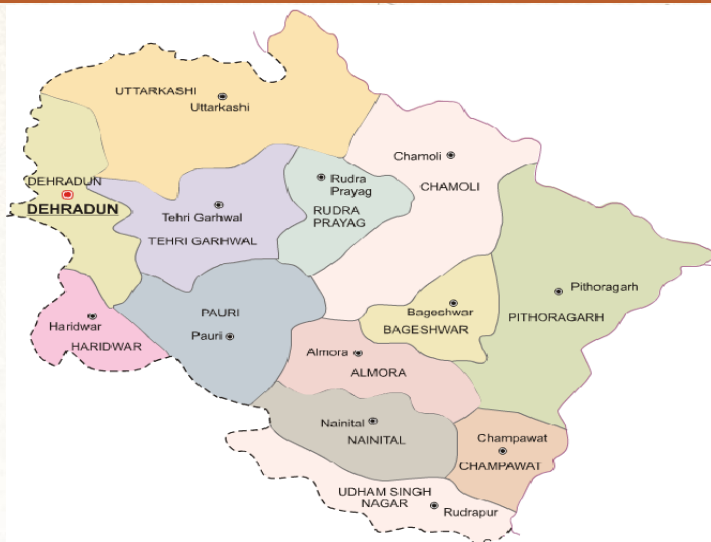 UTTARKASHI
Uttarkashi
Chamoli
CHAMOLI
DEHRADUN
DEHRADUN
Rudra
Prayag
RUDRA
PRAYAG
Tehri Garhwal
TEHRI GARHWAL
Pithoragarh
PITHORAGARH
Bageshwar
BAGESHWAR
PAURI
Pauri
Haridwar
HARIDWAR
Almora
ALMORA
Nainital
NAINITAL
Champawat
CHAMPAWAT
UDHAM SINGH
NAGAR
Rudrapur